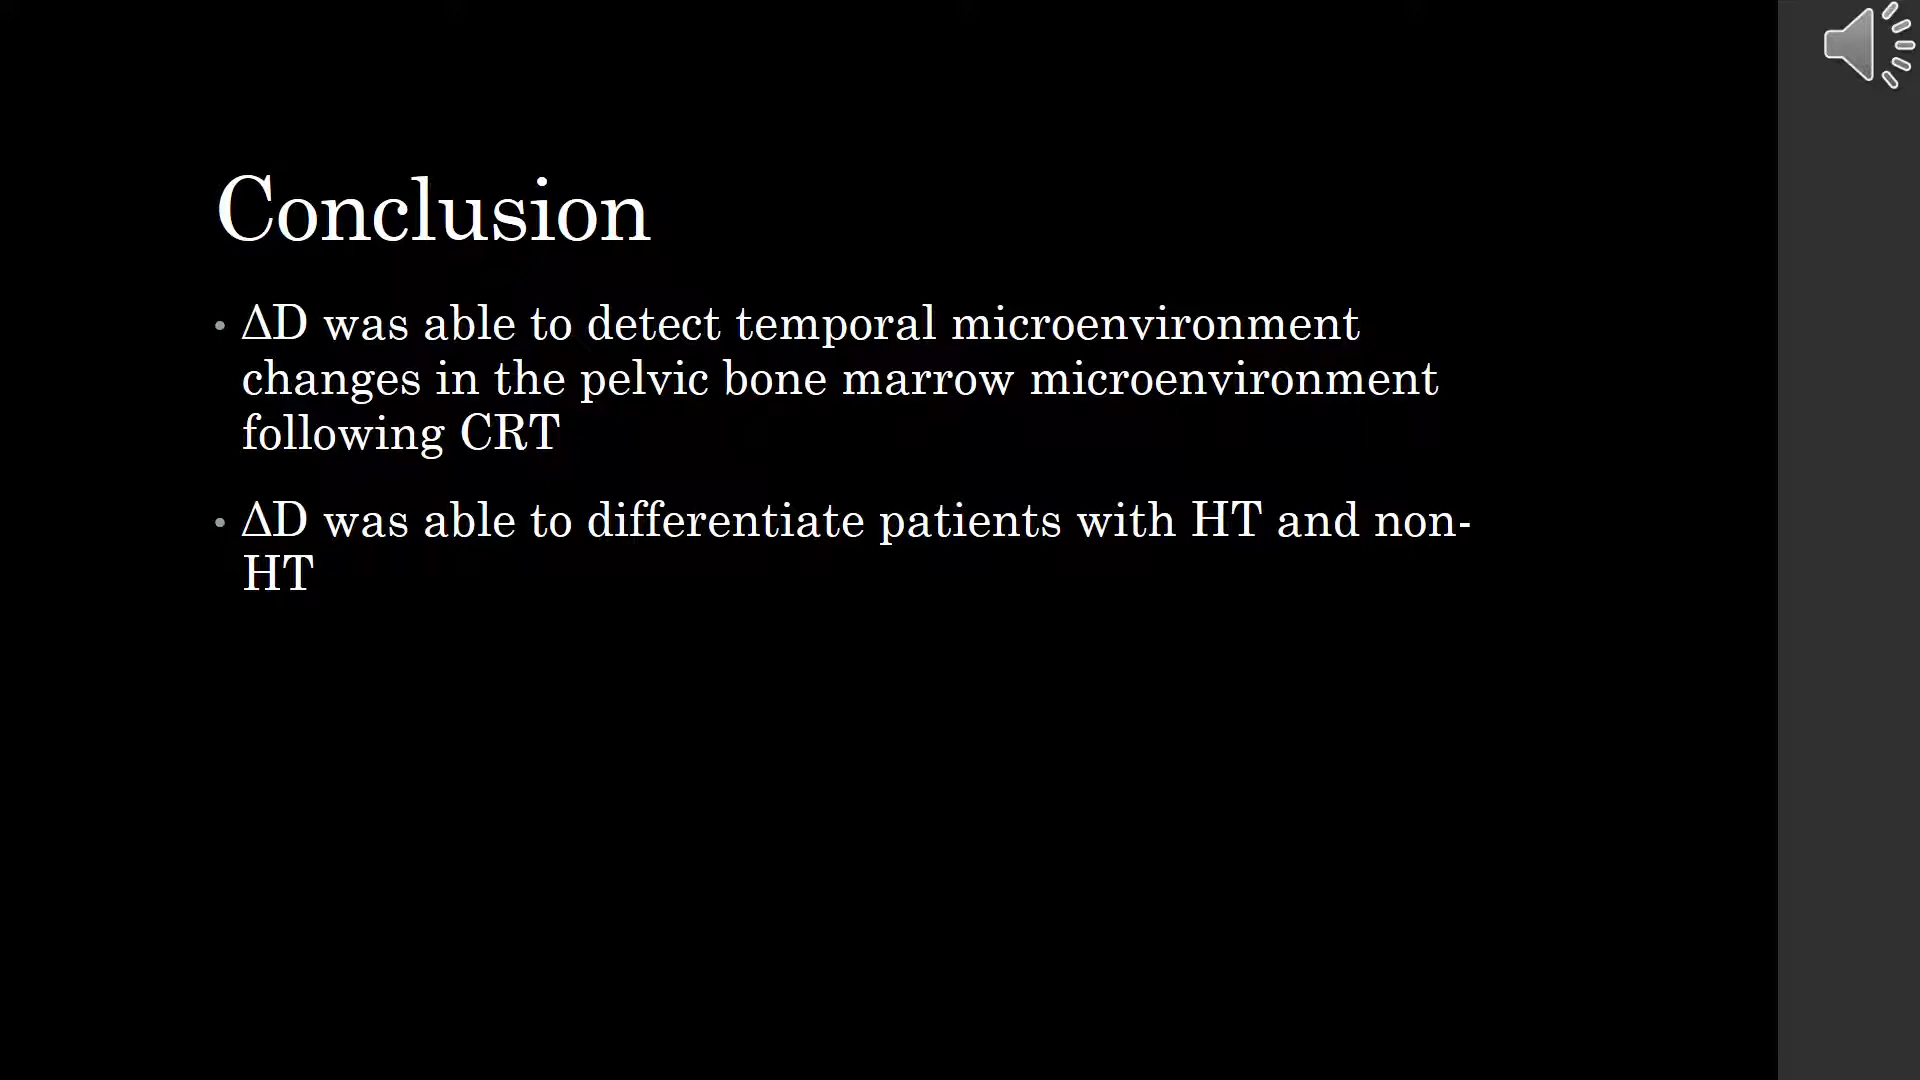 Conclusion
• ΔD was able to detect temporal microenvironment
changes in the pelvic bone marrow microenvironment
following CRT
• ΔD was able to differentiate patients with HT and non-
HT